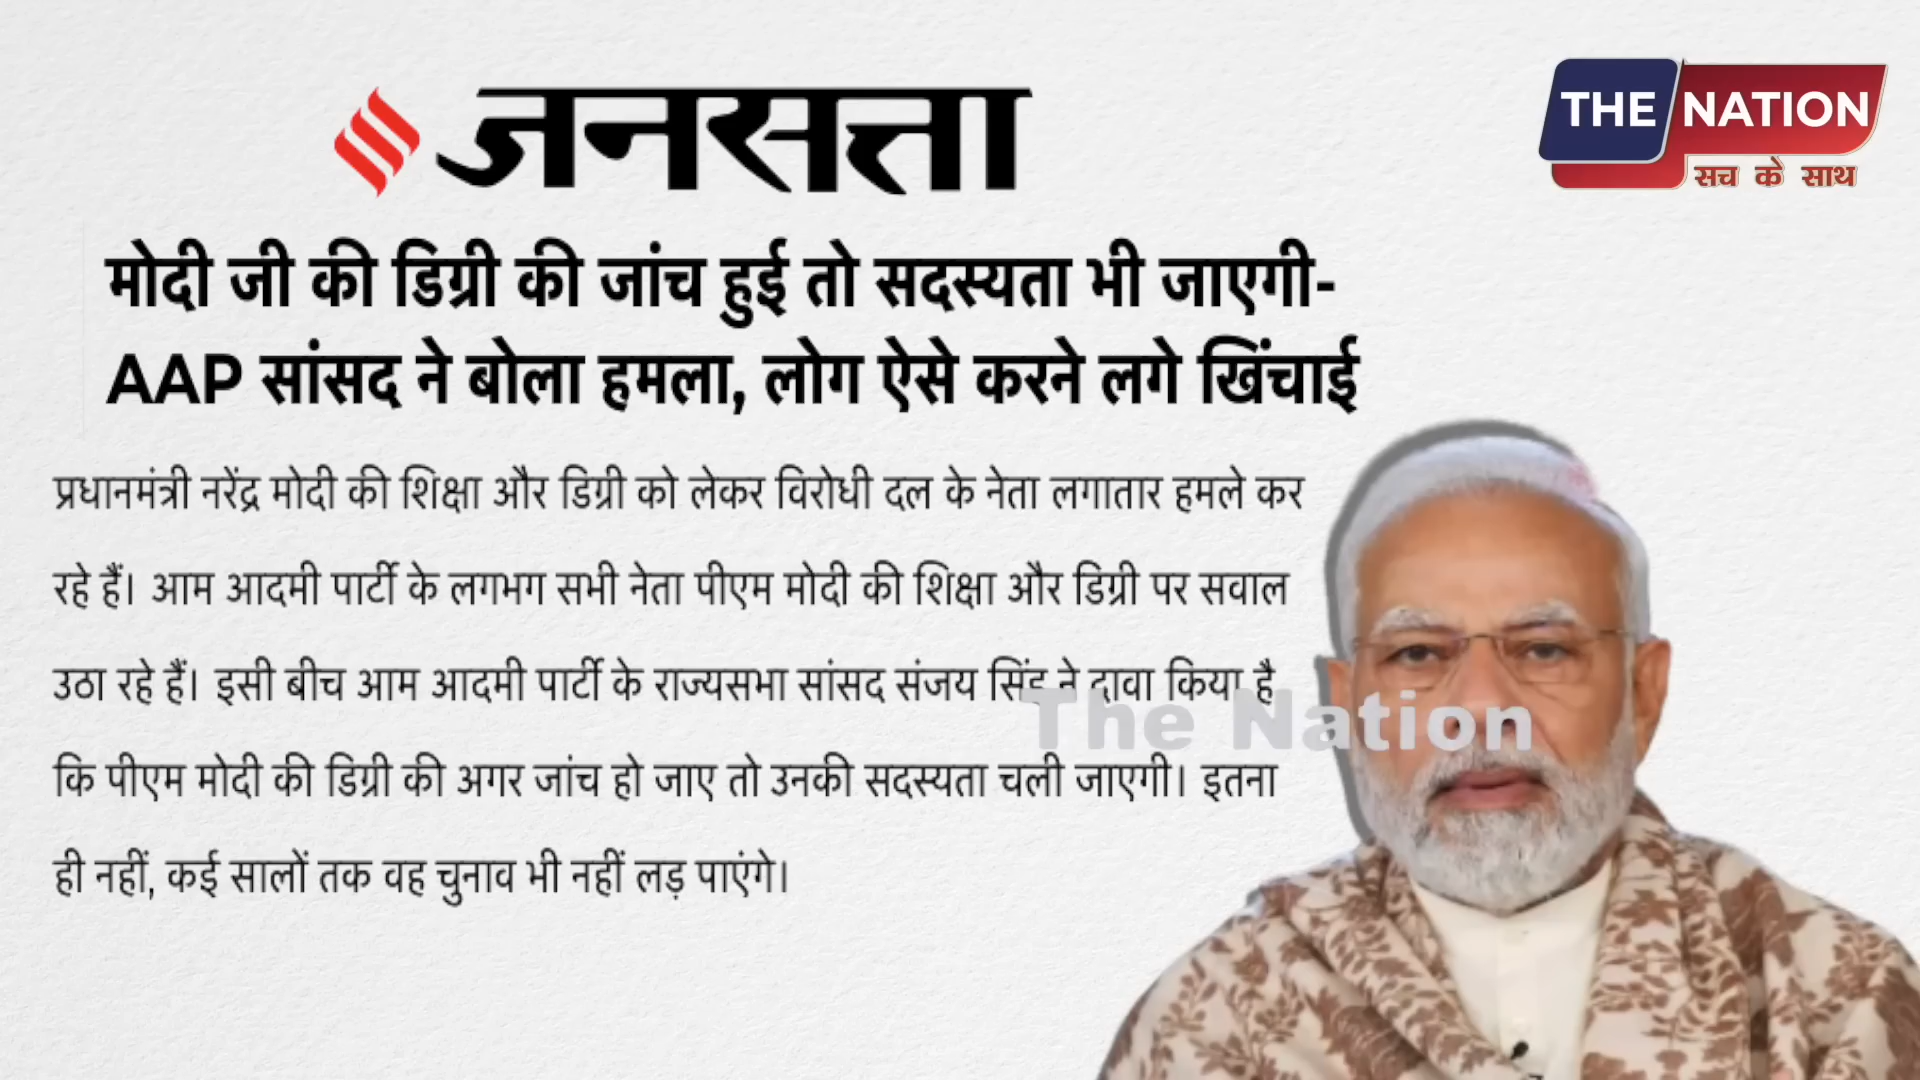 जनसत्ता
THE NATION
सच के साथ
मोदी जी की डिग्री की जांच हुई तो सदस्यता भी जाएगी-
AAP सांसद ने बोला हमला, लोग ऐसे करने लगे खिंचाई
प्रधानमंत्री नरेंद्र मोदी की शिक्षा और डिग्री को लेकर विरोधी दल के नेता लगातार हमले कर
रहे हैं। आम आदमी पार्टी के लगभग सभी नेता पीएम मोदी की शिक्षा और डिग्री पर सवाल
उठा रहे हैं। इसी बीच आम आदमी पार्टी के राज्यसभा सांसद संजय सिंह ने दावा किया है
The Nation
कि पीएम मोदी की डिग्री की अगर जांच हो जाए तो उनकी सदस्यता चली जाएगी। इतना
ही नहीं, कई सालों तक वह चुनाव भी नहीं लड़ पाएंगे।